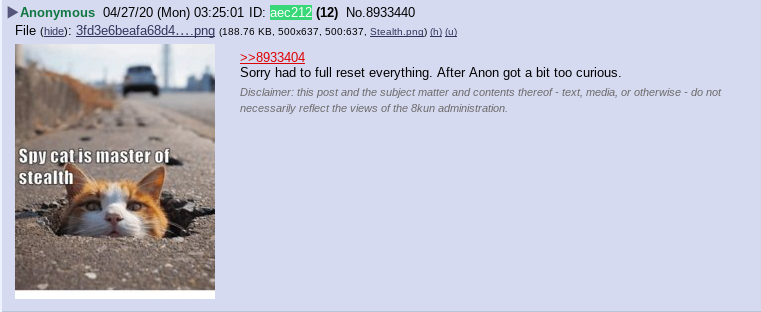 ▶Anonymous 04/27/20 (Mon) 03:25:01 ID: aec212 (12) No.8933440
File (hide): 3fd3e6beafa68d4….png (188.76 KB, 500x637, 500:637, Stealth.png) (h) (u)
>>8933404
Sorry had to full reset everything. After Anon got a bit too curious.
Disclaimer: this post and the subject matter and contents thereof - text, media, or otherwise - do not
necessarily reflect the views of the 8kun administration.
Spy cat is master of
stealth